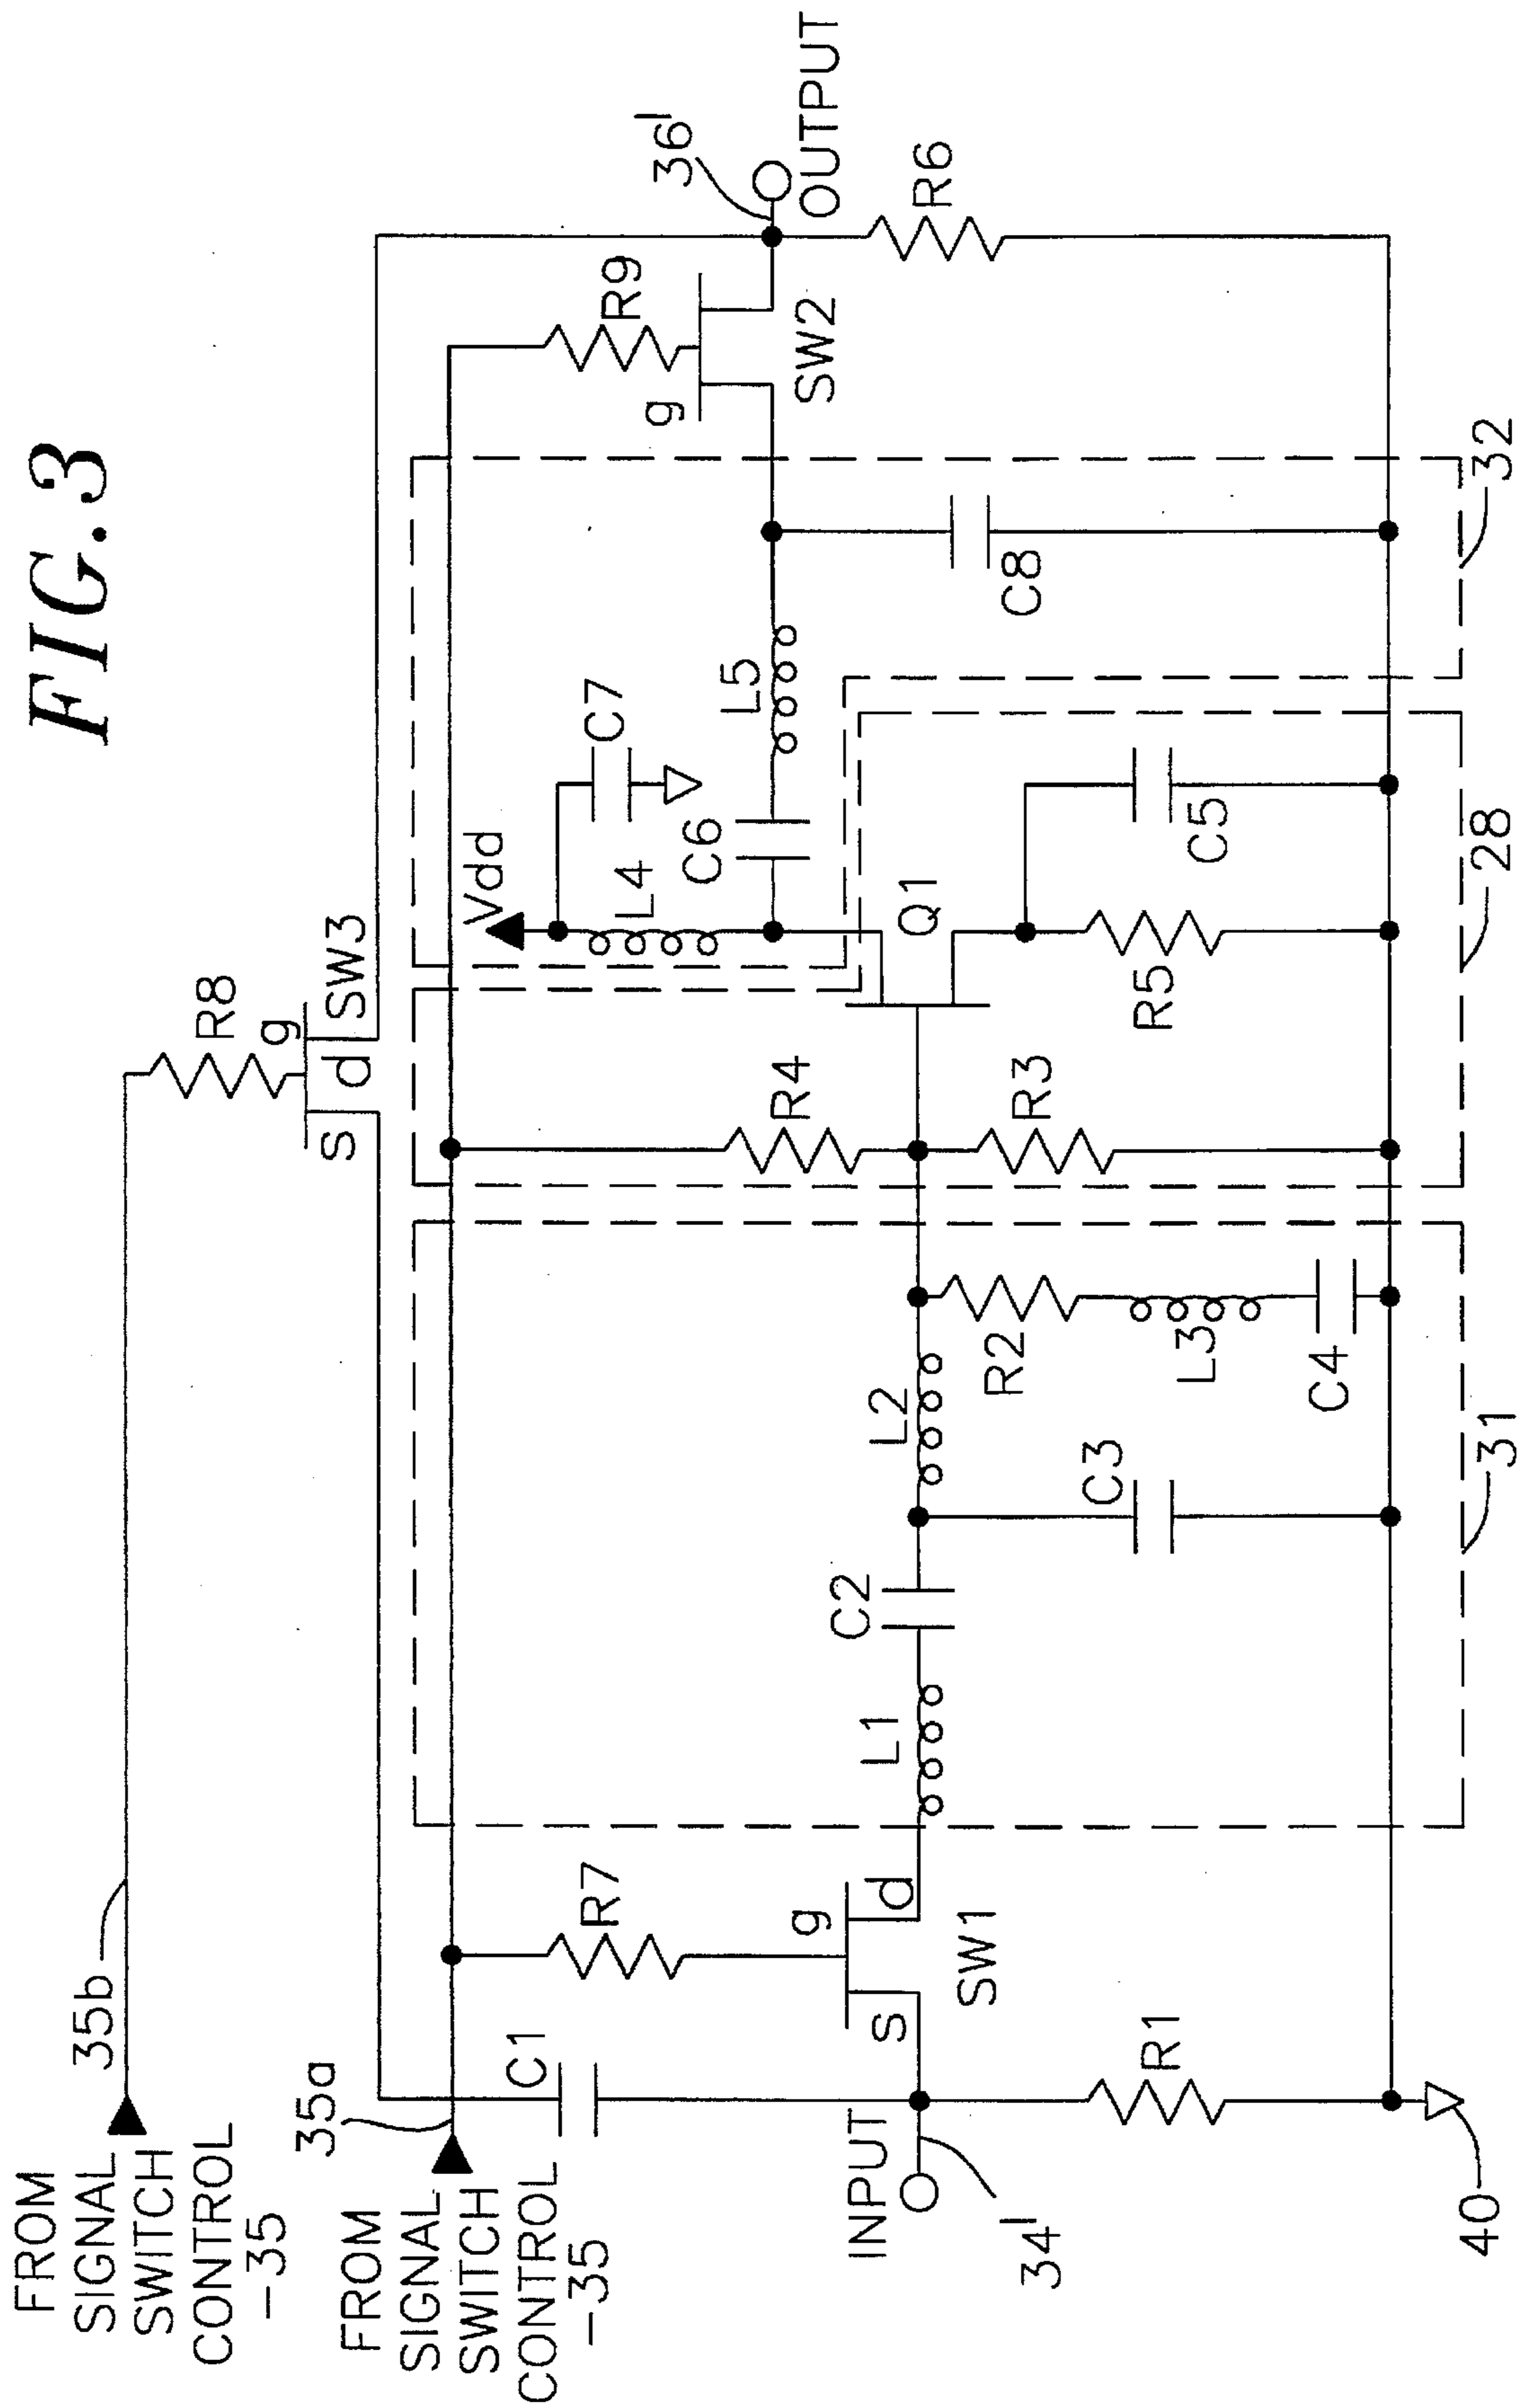 FIG.3
FROM
SIGNAL
SWITCH
CONTROL
-35
35b
R8
g
S
d
SW3
FROM
SIGNAL
SWITCH
CONTROL
-35
35a
C1
R7
g
S
d
SW1
INPUT
34'
R1
40
L1
C2
C3
L2
R2
L3
C4
31
R4
R3
Q1
R5
C5
28
Vdd
L4
C7
C6
L5
C8
32
R9
g
SW2
36'
OUTPUT
R6